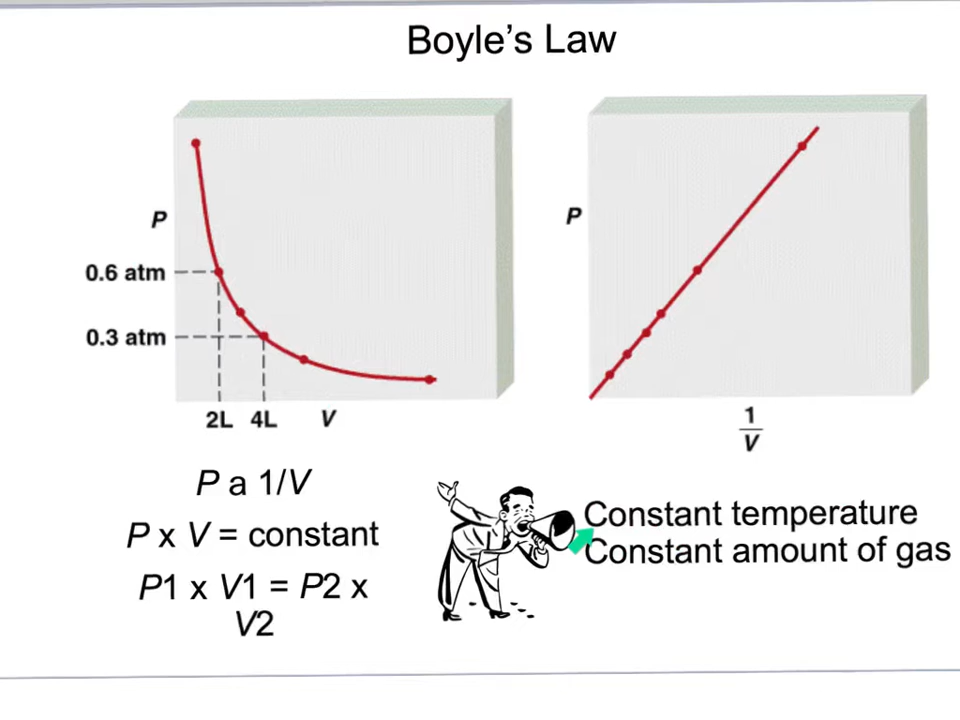 Boyle's Law
P
0.6 atm
0.3 atm
2L 4L V
P
1
V
P a 1/V
P x V = constant
P1 x V1 = P2 x
V2
Constant temperature
Constant amount of gas